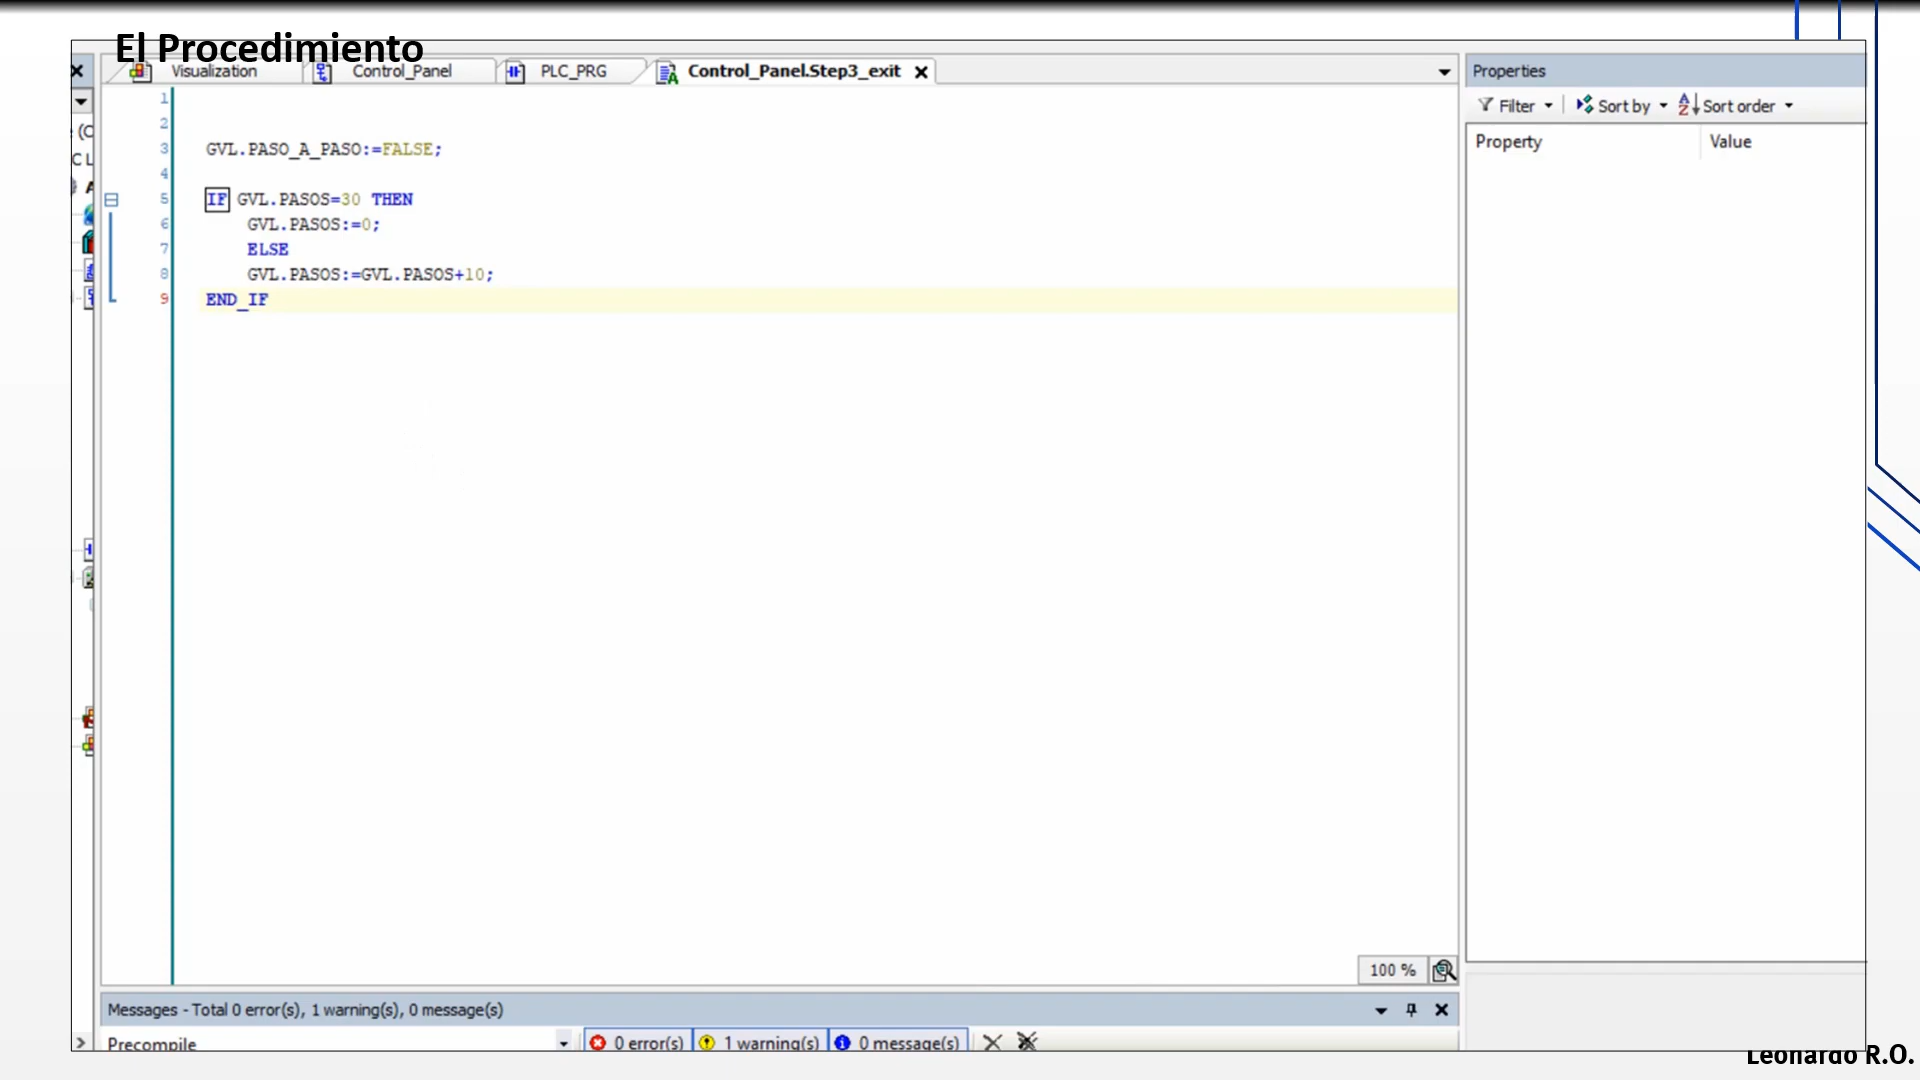 El Procedimiento
Visualization
Control_Panel
PLC_PRG
Control_Panel.Step3_exit
Properties
Filter
Sort by
Sort order
Property
Value
1
2
3 GVL.PASO_A_PASO:=FALSE;
4
5 IF GVL.PASOS=30 THEN
6 GVL.PASOS:=0;
7 ELSE
8 GVL.PASOS:=GVL.PASOS+10;
9 END_IF
100 %
Messages - Total 0 error(s), 1 warning(s), 0 message(s)
Precompile
0 error(s)
1 warning(s)
0 message(s)
Leonardo R.O.